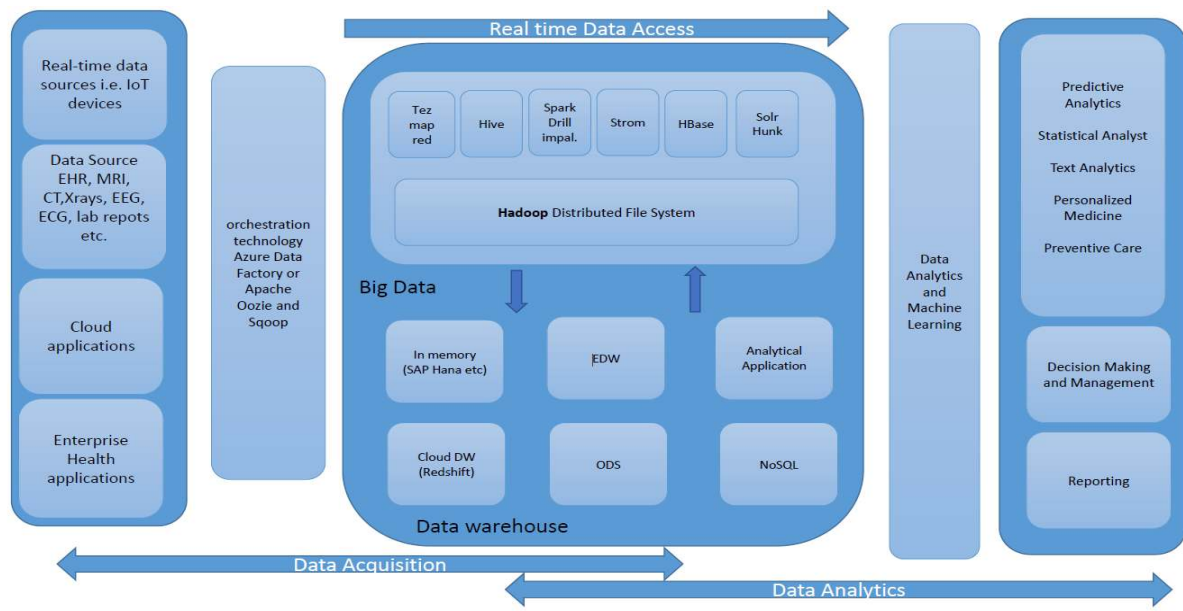 Real time Data Access
Real-time data
sources i.e. IoT
devices
Data Source
EHR, MRI,
CT,Xrays, EEG,
ECG, lab repots
etc.
Cloud
applications
Enterprise
Health
applications
orchestration
technology
Azure Data
Factory or
Apache
Oozie and
Sqoop
Tez
map
red
Hive
Spark
Drill
impal.
Strom
HBase
Solr
Hunk
Hadoop Distributed File System
Big Data
In memory
(SAP Hana etc)
EDW
Analytical
Application
Cloud DW
(Redshift)
ODS
NoSQL
Data warehouse
Data
Analytics
and
Machine
Learning
Predictive
Analytics
Statistical Analyst
Text Analytics
Personalized
Medicine
Preventive Care
Decision Making
and Management
Reporting
Data Acquisition
Data Analytics